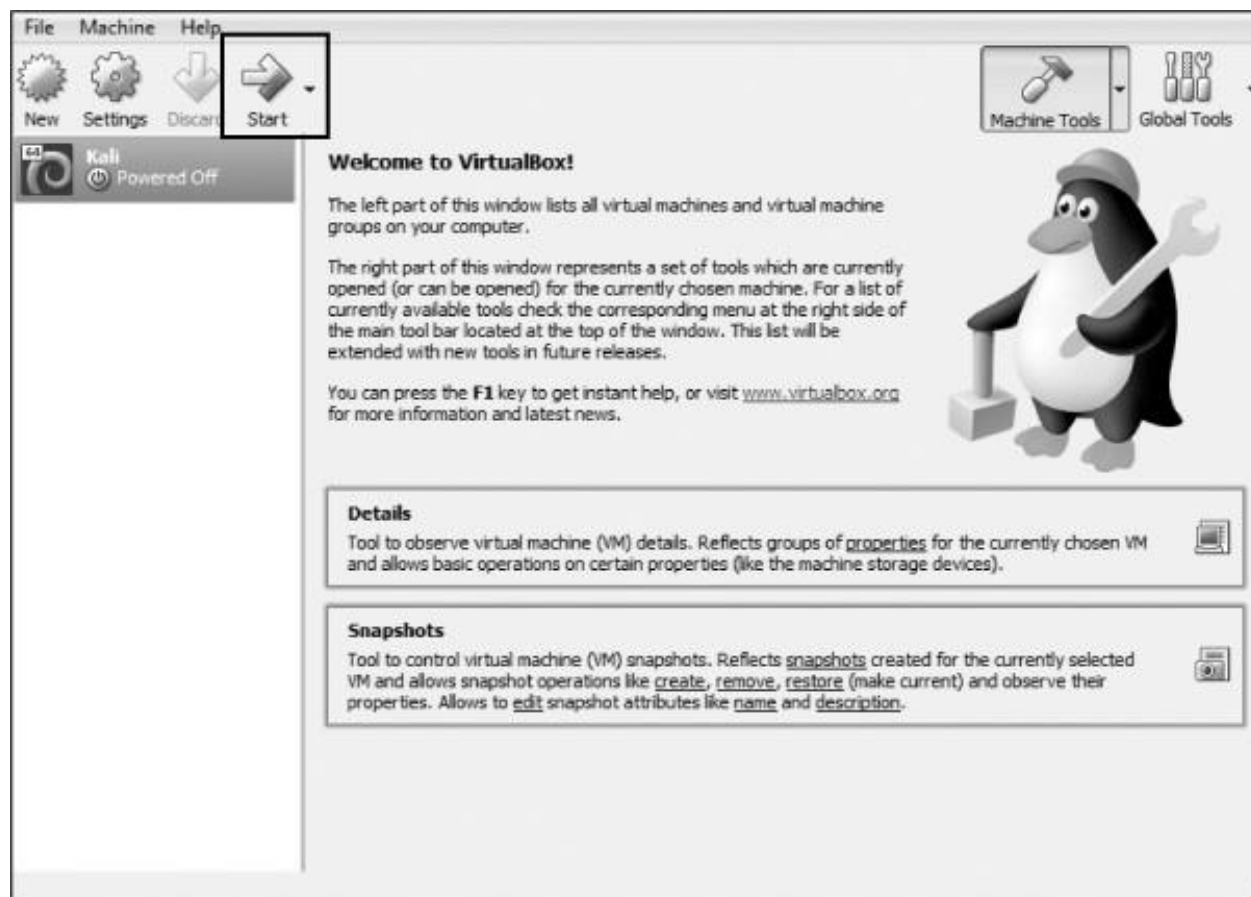 File Machine Help
New Settings Discard Start
Machine Tools Global Tools
64
Kali
Powered Off
Welcome to VirtualBox!
The left part of this window lists all virtual machines and virtual machine
groups on your computer.
The right part of this window represents a set of tools which are currently
opened (or can be opened) for the currently chosen machine. For a list of
currently available tools check the corresponding menu at the right side of
the main tool bar located at the top of the window. This list will be
extended with new tools in future releases.
You can press the F1 key to get instant help, or visit www.virtualbox.org
for more information and latest news.
Details
Tool to observe virtual machine (VM) details. Reflects groups of properties for the currently chosen VM
and allows basic operations on certain properties (like the machine storage devices).
Snapshots
Tool to control virtual machine (VM) snapshots. Reflects snapshots created for the currently selected
VM and allows snapshot operations like create, remove, restore (make current) and observe their
properties. Allows to edit snapshot attributes like name and description.